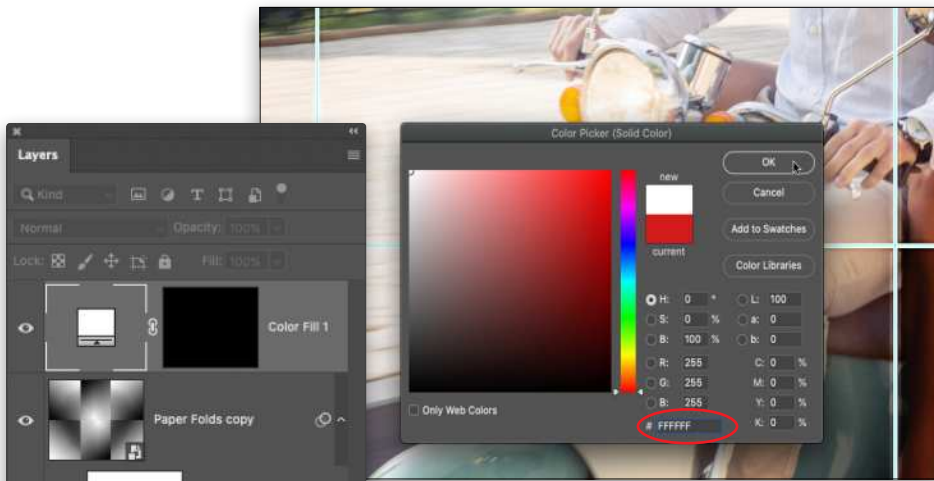 Layers
Kind
T
Normal
Opacity: 100%
Lock:
Fill: 100%
Color Fill 1
Paper Folds copy
Color Picker (Solid Color)
new
current
OK
Cancel
Add to Swatches
Color Libraries
Only Web Colors
H: 0 ° L: 100
S: 0 % a: 0
B: 100 % b: 0
R: 255 C: 0 %
G: 255 M: 0 %
B: 255 Y: 0 %
# FFFFFF K: 0 %